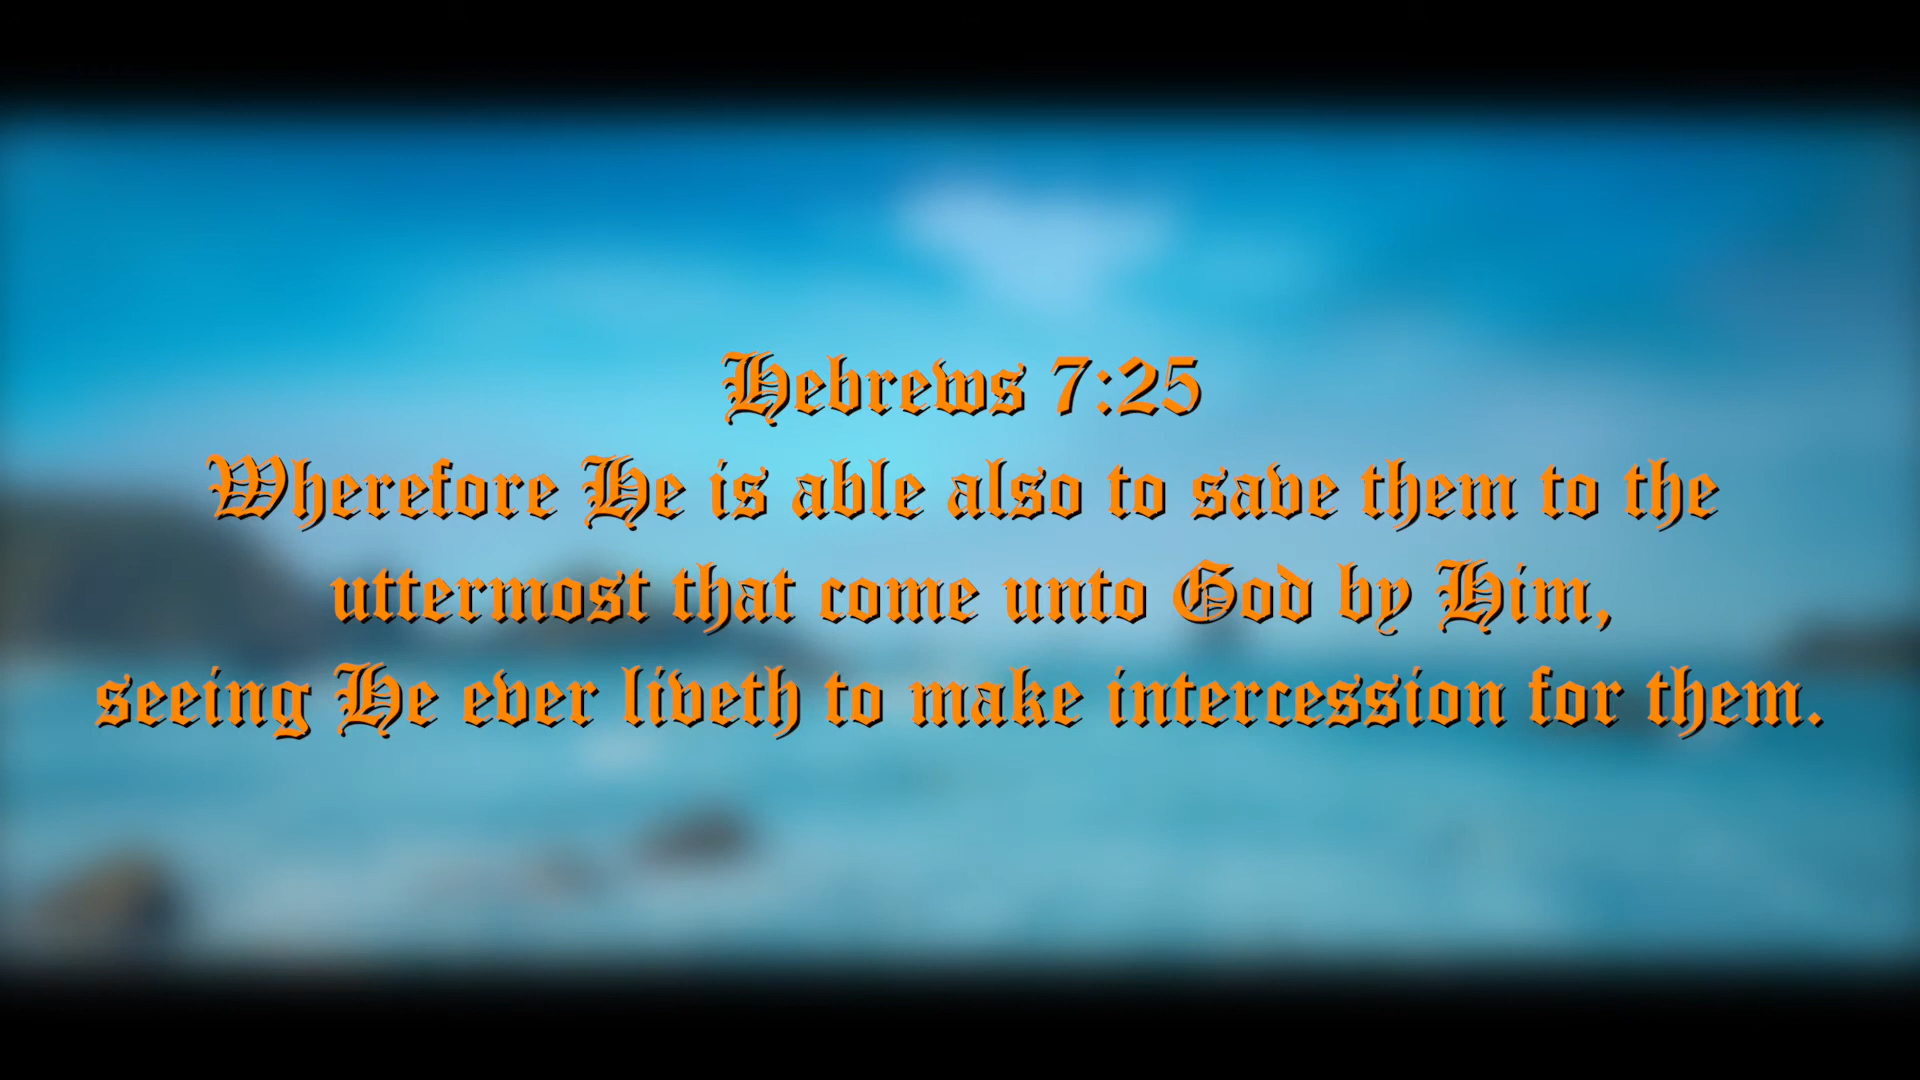 Hebrews 7:25
Wherefore He is able also to save them to the
uttermost that come unto God by Him,
seeing He ever liveth to make intercession for them.